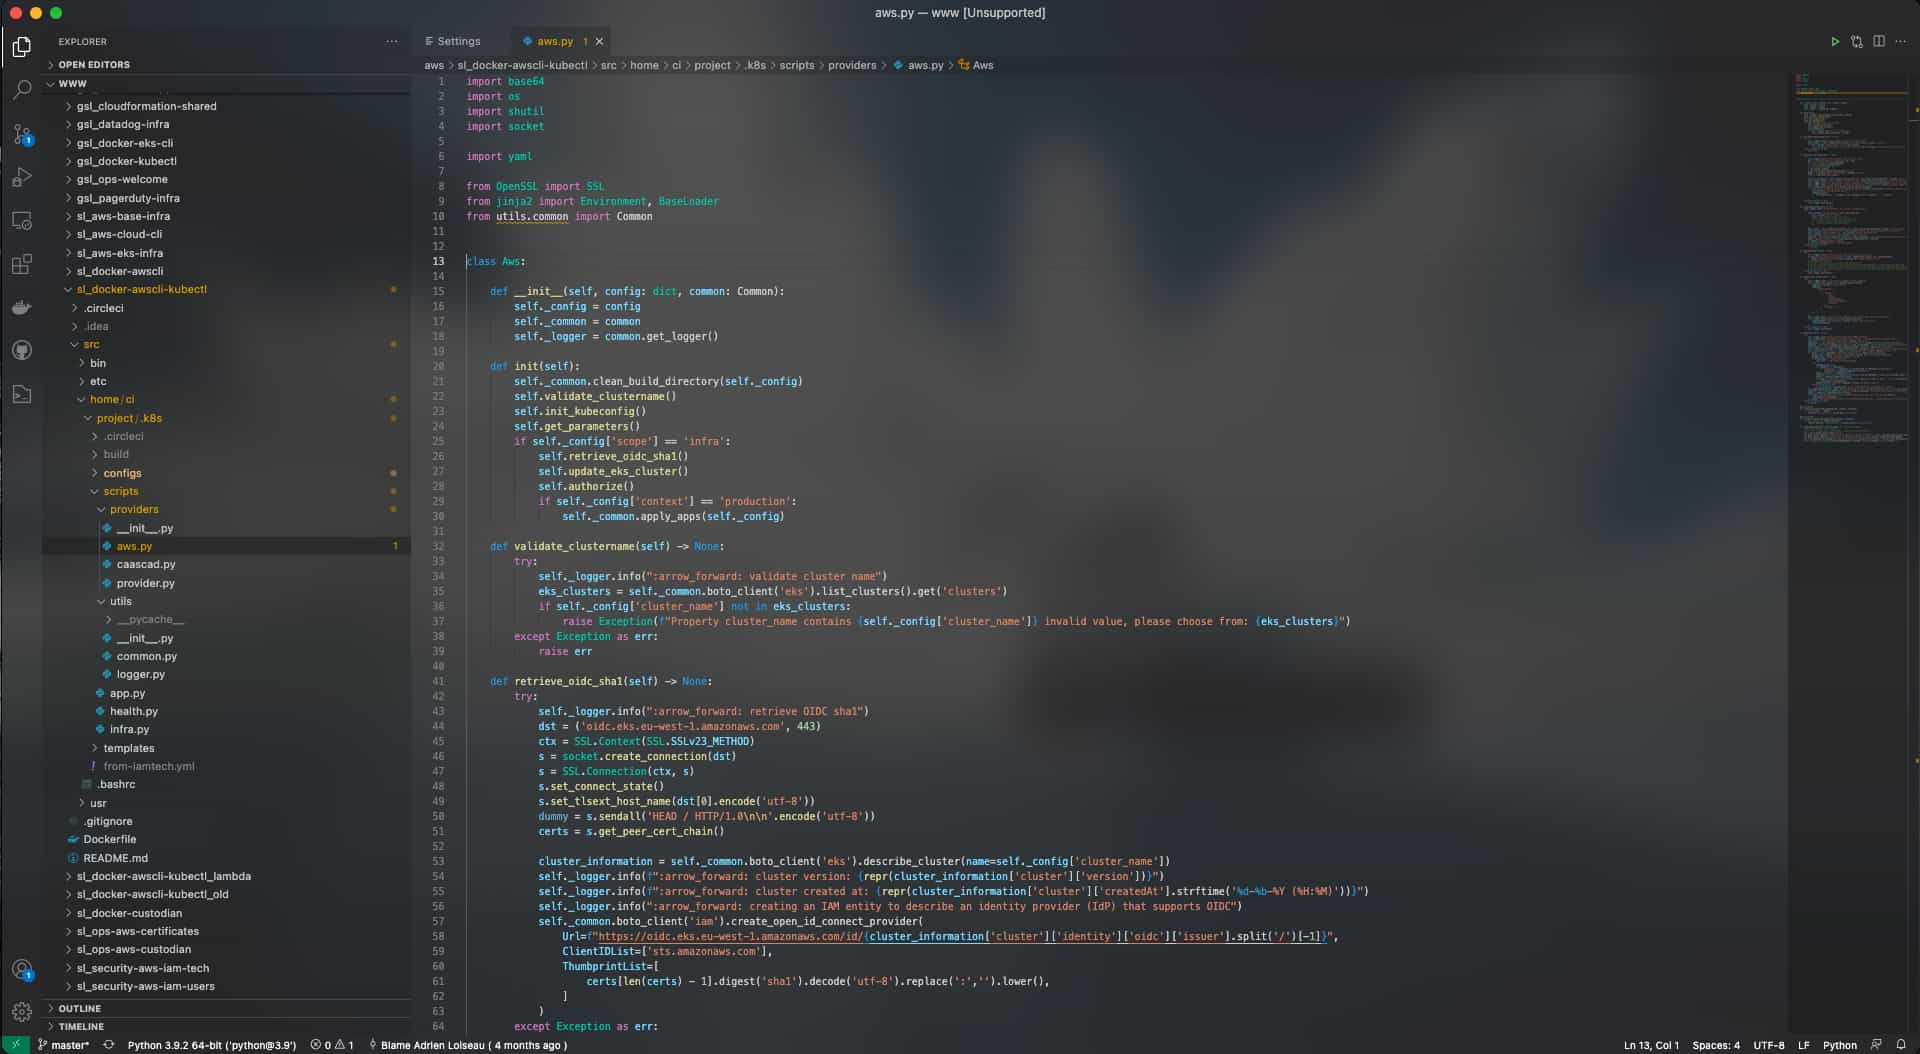 aws.py — www [Unsupported]
EXPLORER
OPEN EDITORS
WWW
gsl_cloudformation-shared
gsl_datadog-infra
gsl_docker-eks-cli
gsl_docker-kubectl
gsl_ops-welcome
gsl_pagerduty-infra
sl_aws-base-infra
sl_aws-cloud-cli
sl_aws-eks-infra
sl_docker-awscli
sl_docker-awscli-kubectl
.circleci
.idea
src
bin
etc
home/ci
project/.k8s
.circleci
build
configs
scripts
providers
__init__.py
aws.py 1
caascad.py
provider.py
utils
__pycache__
__init__.py
common.py
logger.py
app.py
health.py
infra.py
templates
! from-iamtech.yml
.bashrc
usr
.gitignore
Dockerfile
README.md
sl_docker-awscli-kubectl_lambda
sl_docker-awscli-kubectl_old
sl_docker-custodian
sl_ops-aws-certificates
sl_ops-aws-custodian
sl_security-aws-iam-tech
sl_security-aws-iam-users
OUTLINE
TIMELINE
1
1
Settings
aws.py 1
aws > sl_docker-awscli-kubectl > src > home > ci > project > .k8s > scripts > providers > aws.py > Aws
1 import base64
2 import os
3 import shutil
4 import socket
5
6 import yaml
7
8 from OpenSSL import SSL
9 from jinja2 import Environment, BaseLoader
10 from utils.common import Common
11
12
13 class Aws:
14
15 def __init__(self, config: dict, common: Common):
16 self._config = config
17 self._common = common
18 self._logger = common.get_logger()
19
20 def init(self):
21 self._common.clean_build_directory(self._config)
22 self.validate_clustername()
23 self.init_kubeconfig()
24 self.get_parameters()
25 if self._config['scope'] == 'infra':
26 self.retrieve_oidc_sha1()
27 self.update_eks_cluster()
28 self.authorize()
29 if self._config['context'] == 'production':
30 self._common.apply_apps(self._config)
31
32 def validate_clustername(self) -> None:
33 try:
34 self._logger.info(":arrow_forward: validate cluster name")
35 eks_clusters = self._common.boto_client('eks').list_clusters().get('clusters')
36 if self._config['cluster_name'] not in eks_clusters:
37 raise Exception(f"Property cluster_name contains {self._config['cluster_name']} invalid value, please choose from: {eks_clusters}")
38 except Exception as err:
39 raise err
40
41 def retrieve_oidc_sha1(self) -> None:
42 try:
43 self._logger.info(":arrow_forward: retrieve OIDC sha1")
44 dst = ('oidc.eks.eu-west-1.amazonaws.com', 443)
45 ctx = SSL.Context(SSL.SSLv23_METHOD)
46 s = socket.create_connection(dst)
47 s = SSL.Connection(ctx, s)
48 s.set_connect_state()
49 s.set_tlsext_host_name(dst[0].encode('utf-8'))
50 dummy = s.sendall('HEAD / HTTP/1.0\n\n'.encode('utf-8'))
51 certs = s.get_peer_cert_chain()
52
53 cluster_information = self._common.boto_client('eks').describe_cluster(name=self._config['cluster_name'])
54 self._logger.info(f":arrow_forward: cluster version: {repr(cluster_information['cluster']['version'])}")
55 self._logger.info(f":arrow_forward: cluster created at: {repr(cluster_information['cluster']['createdAt'].strftime('%d-%b-%Y (%H:%M)'))}")
56 self._logger.info(":arrow_forward: creating an IAM entity to describe an identity provider (IdP) that supports OIDC")
57 self._common.boto_client('iam').create_open_id_connect_provider(
58 Url=f"https://oidc.eks.eu-west-1.amazonaws.com/id/{cluster_information['cluster']['identity']['oidc']['issuer'].split('/')[-1]}",
59 ClientIDList=['sts.amazonaws.com'],
60 ThumbprintList=[
61 certs[len(certs) - 1].digest('sha1').decode('utf-8').replace(':','').lower(),
62 ]
63 )
64 except Exception as err:
master* Python 3.9.2 64-bit ('python@3.9') 0 1 Blame Adrien Loiseau ( 4 months ago ) Ln 13, Col 1 Spaces: 4 UTF-8 LF Python